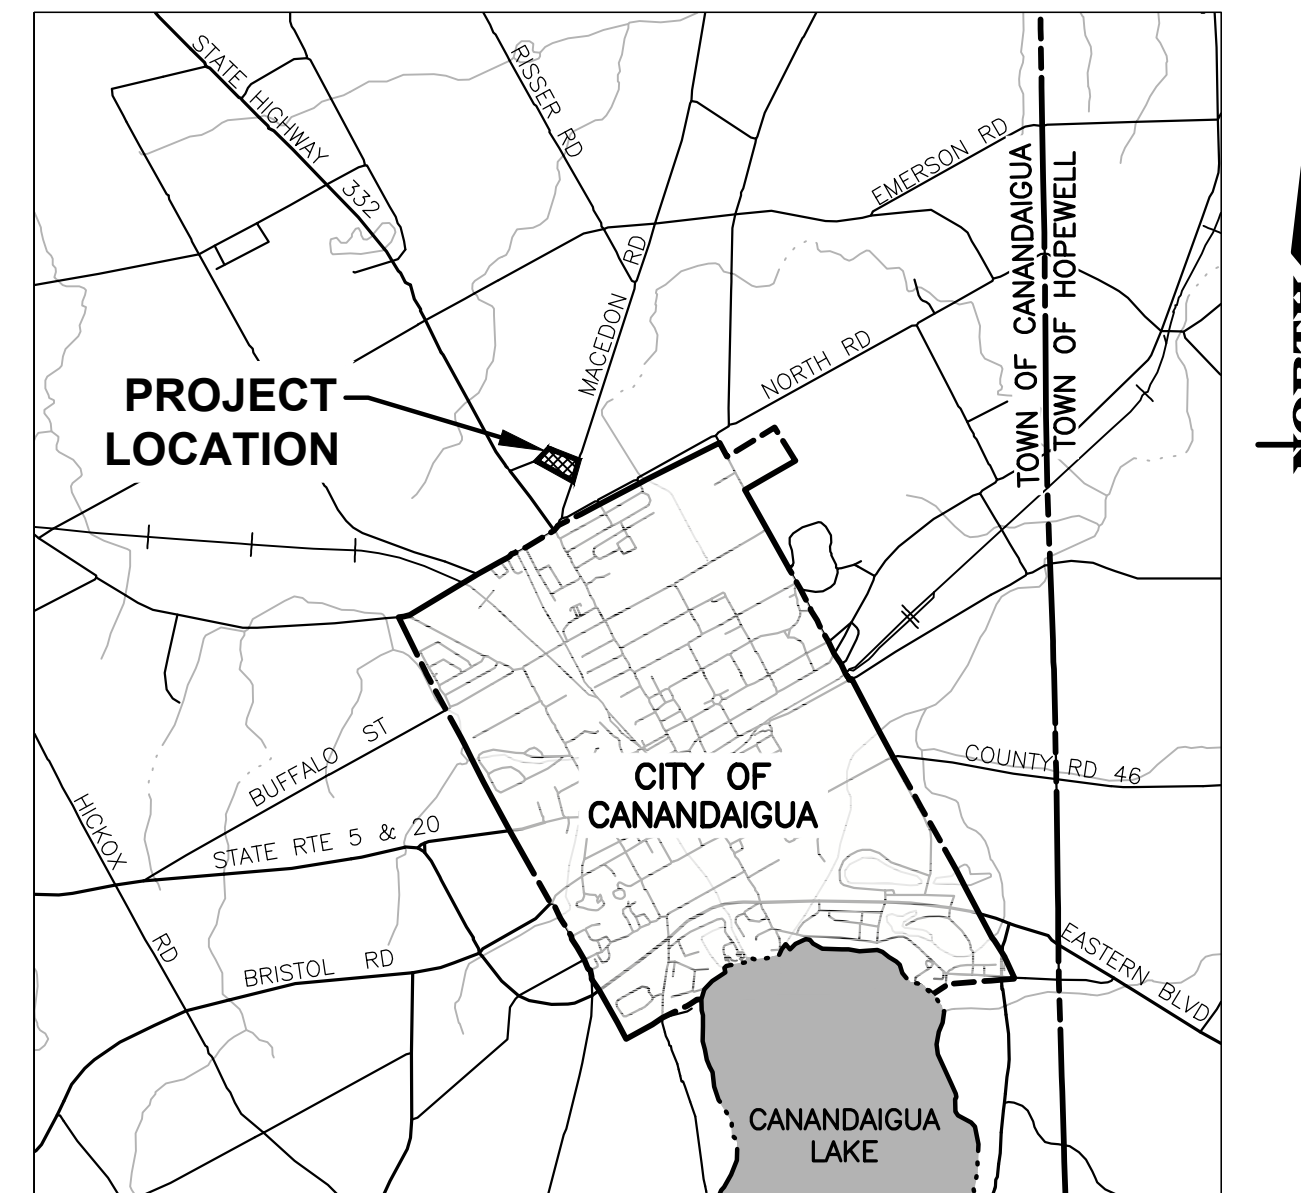 STATE HIGHWAY 332
RISSER RD
EMERSON RD
MACEDON RD
NORTH RD
TOWN OF CANANDAIGUA
TOWN OF HOPEWELL
NORTH
PROJECT
LOCATION
BUFFALO ST
CITY OF
CANANDAIGUA
COUNTY RD 46
HICKOX RD
STATE RTE 5 & 20
BRISTOL RD
EASTERN BLVD
CANANDAIGUA
LAKE